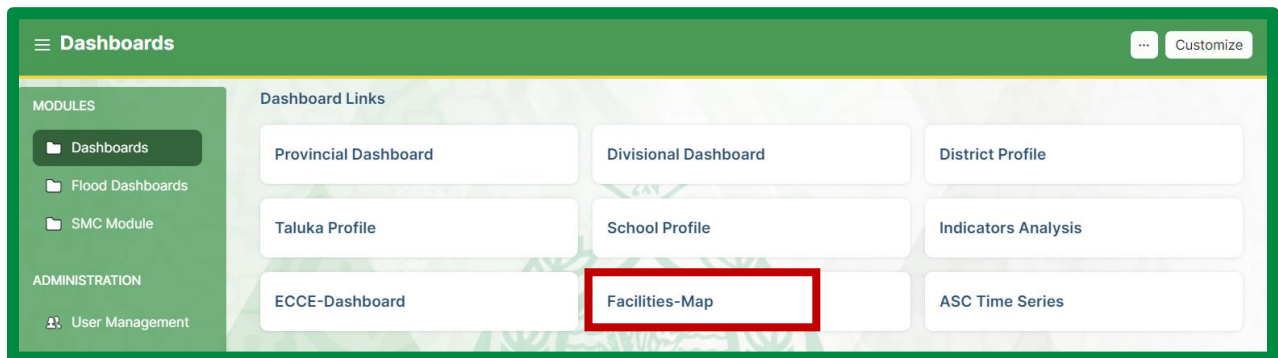 Dashboards
... Customize
MODULES
Dashboards
Flood Dashboards
SMC Module
ADMINISTRATION
User Management
Dashboard Links
Provincial Dashboard
Divisional Dashboard
District Profile
Taluka Profile
School Profile
Indicators Analysis
ECCE-Dashboard
Facilities-Map
ASC Time Series